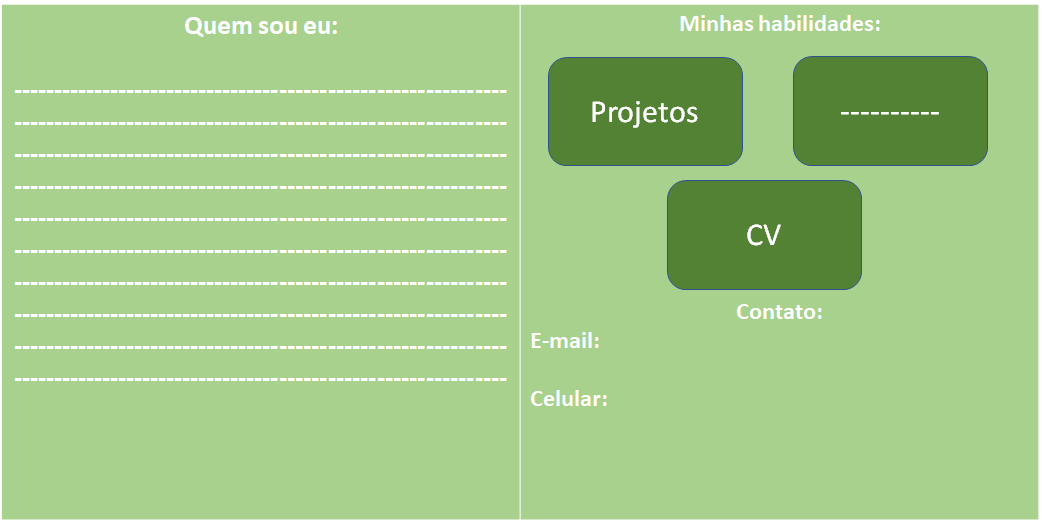 Quem sou eu:
--------------------------------------------------------------
--------------------------------------------------------------
--------------------------------------------------------------
--------------------------------------------------------------
--------------------------------------------------------------
--------------------------------------------------------------
--------------------------------------------------------------
--------------------------------------------------------------
--------------------------------------------------------------
--------------------------------------------------------------
Minhas habilidades:
Projetos
----------
CV
Contato:
E-mail:
Celular: